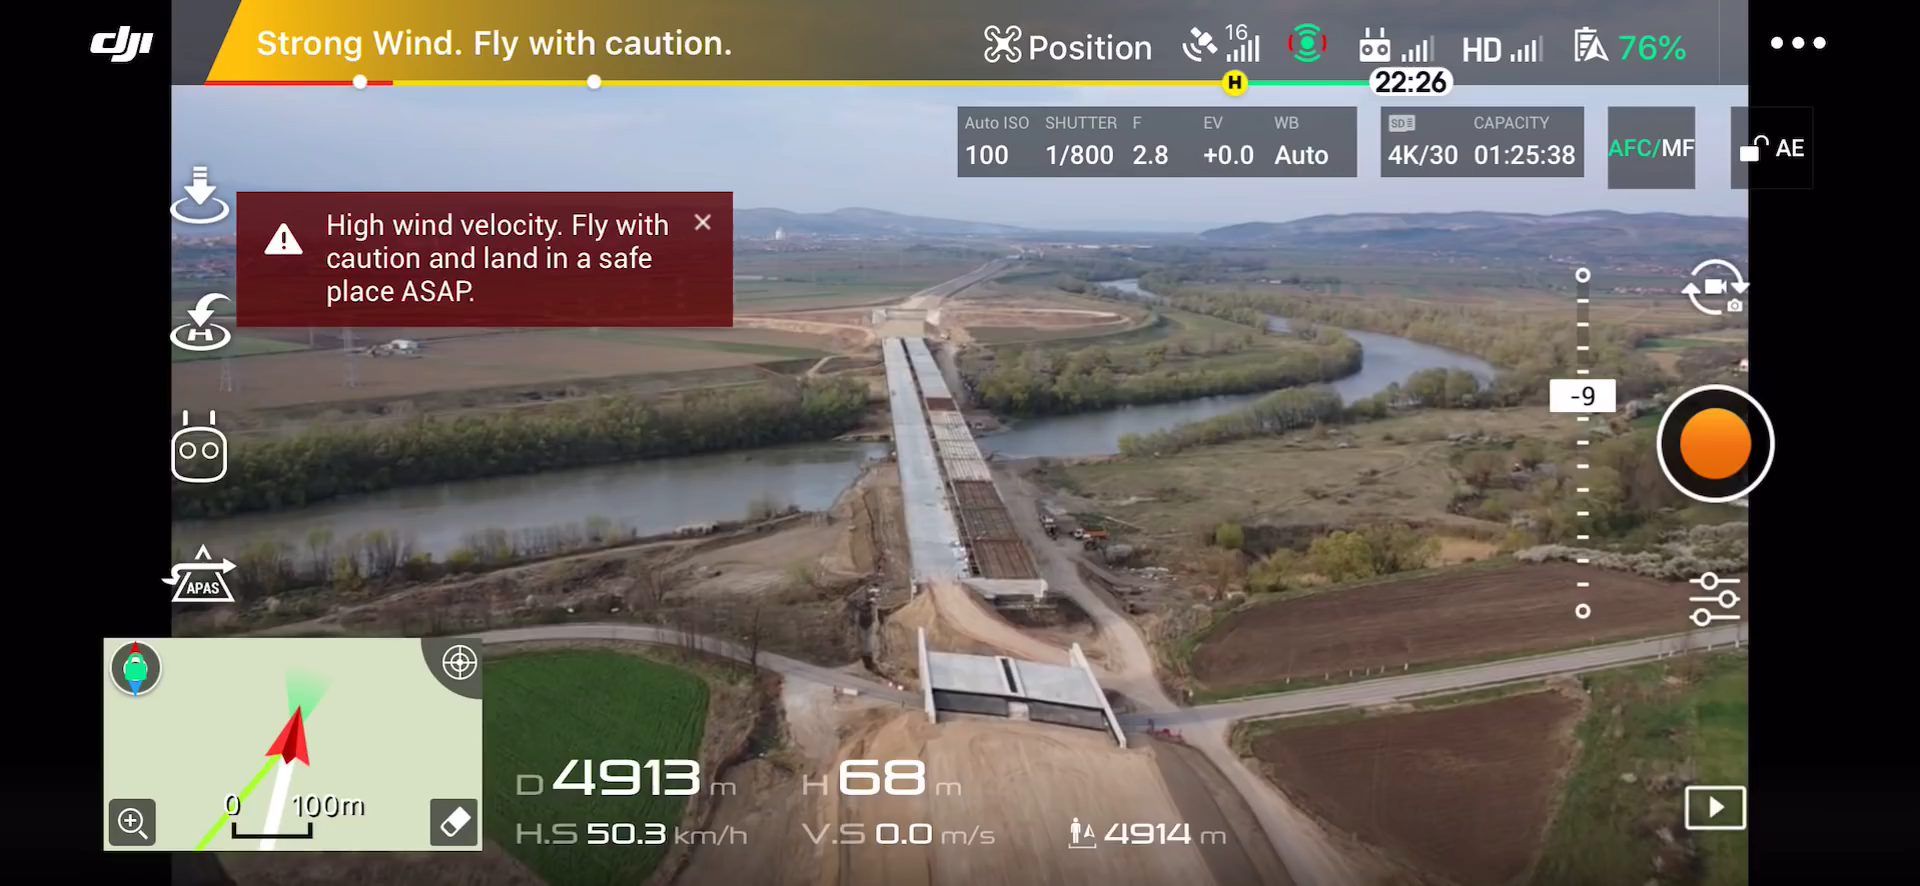 dji
Strong Wind. Fly with caution.
Position
16
HD
76%
H
22:26
Auto ISO SHUTTER F EV WB
100 1/800 2.8 +0.0 Auto
SD CAPACITY
4K/30 01:25:38
AFC/MF
AE
High wind velocity. Fly with
caution and land in a safe
place ASAP.
H
-9
APAS
0 100m
D 4913 m H 68 m
H.S 50.3 km/h V.S 0.0 m/s 4914 m